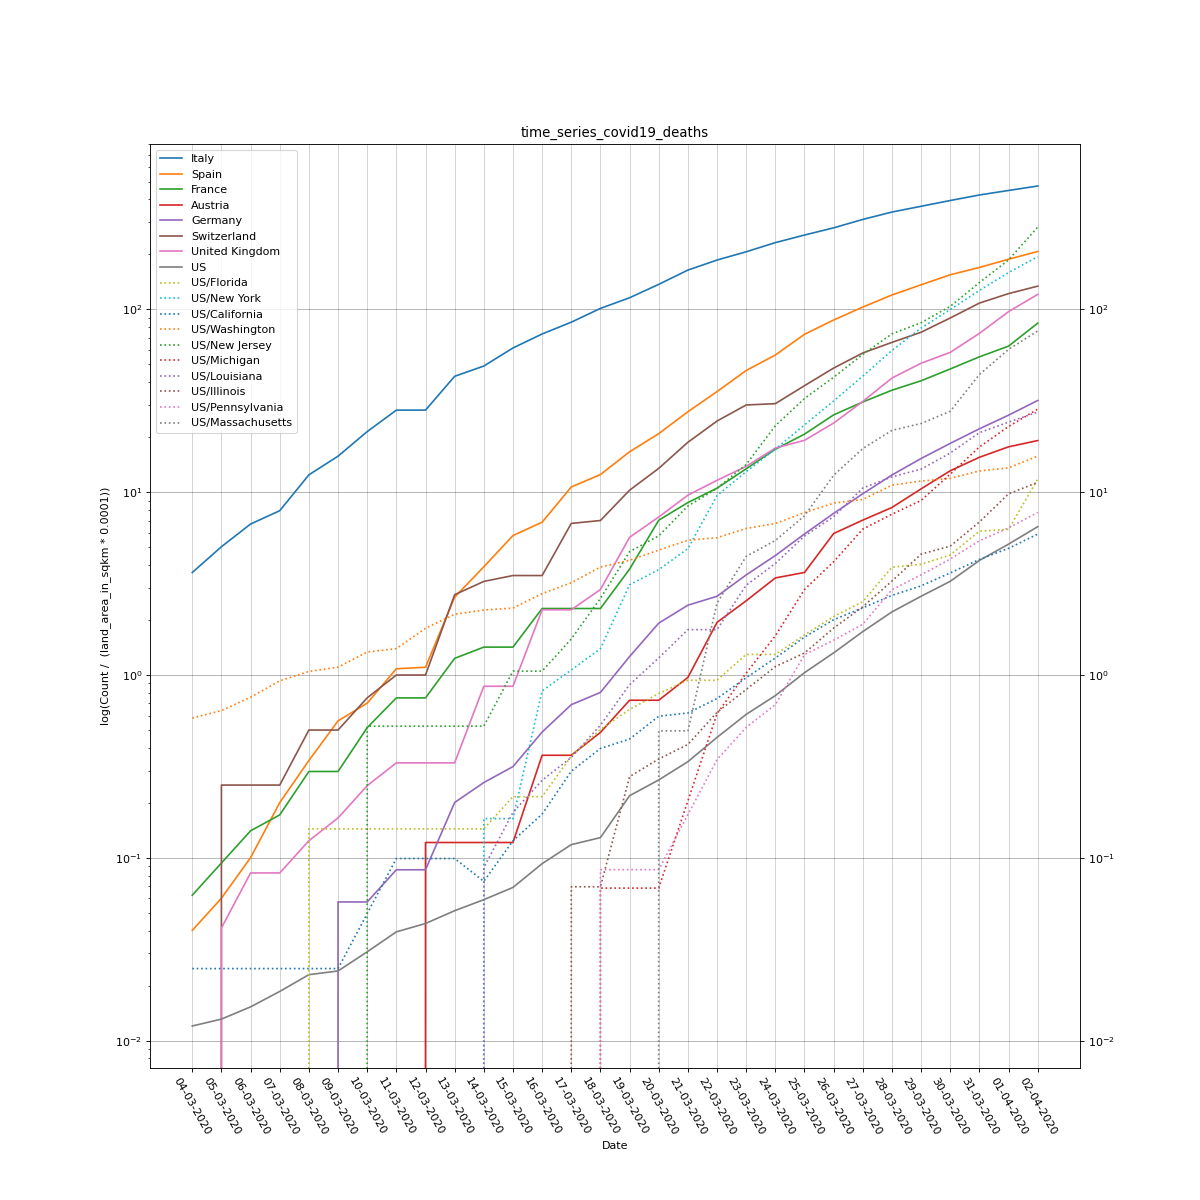 time_series_covid19_deaths
Italy
Spain
France
Austria
Germany
Switzerland
United Kingdom
US
US/Florida
US/New York
US/California
US/Washington
US/New Jersey
US/Michigan
US/Louisiana
US/Illinois
US/Pennsylvania
US/Massachusetts
log(Count / (land_area_in_sqkm * 0.0001))
10²
10¹
10⁰
10⁻¹
10⁻²
10²
10¹
10⁰
10⁻¹
10⁻²
04-03-2020
05-03-2020
06-03-2020
07-03-2020
08-03-2020
09-03-2020
10-03-2020
11-03-2020
12-03-2020
13-03-2020
14-03-2020
15-03-2020
16-03-2020
17-03-2020
18-03-2020
19-03-2020
20-03-2020
21-03-2020
22-03-2020
23-03-2020
24-03-2020
25-03-2020
26-03-2020
27-03-2020
28-03-2020
29-03-2020
30-03-2020
31-03-2020
01-04-2020
02-04-2020
Date